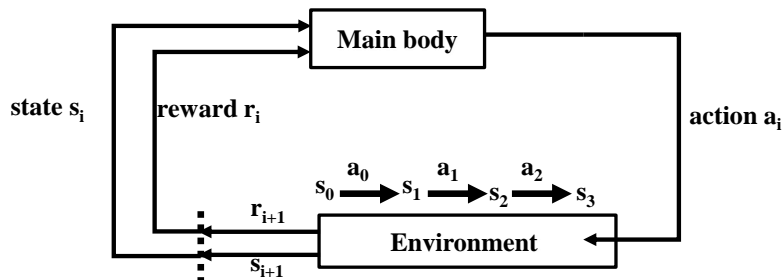 Main body
state s_i
reward r_i
action a_i
a_0 a_1 a_2
s_0 s_1 s_2 s_3
r_{i+1}
Environment
s_{i+1}